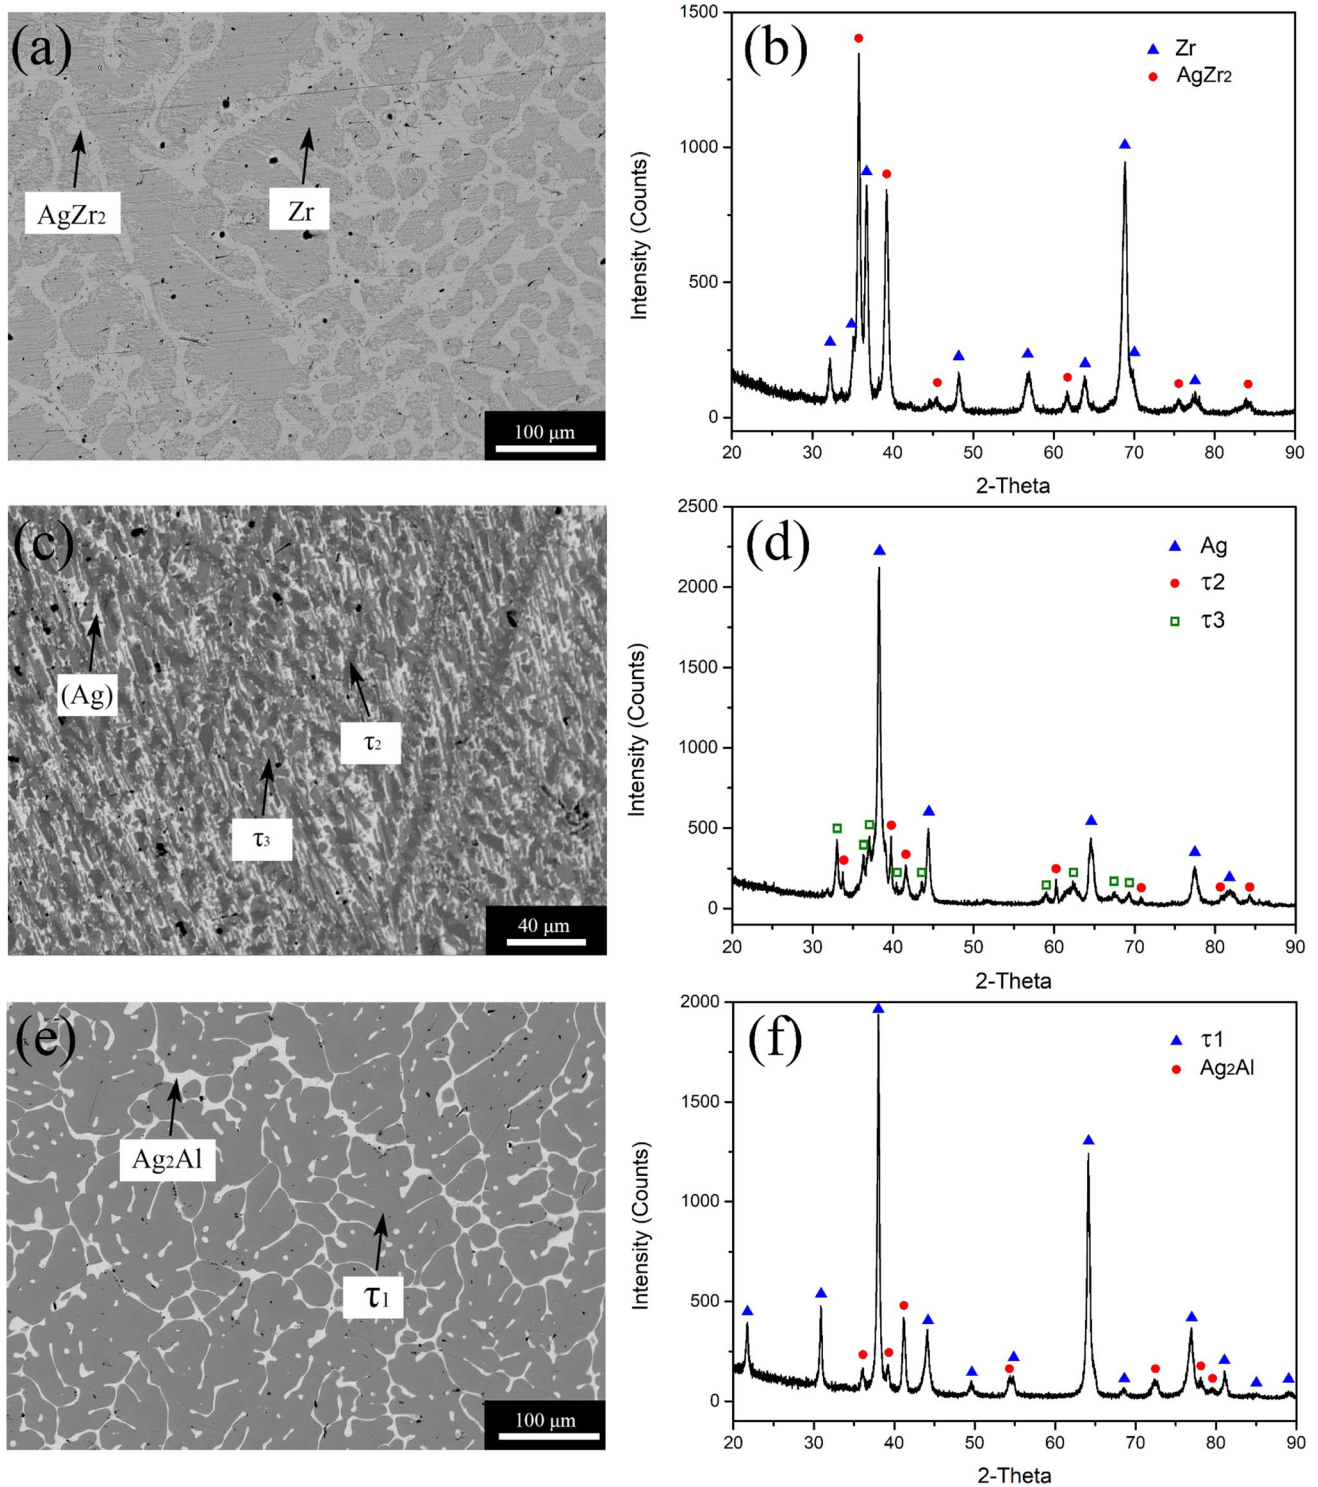 (a)
AgZr2
Zr
100 μm
(b)
Zr
AgZr2
Intensity (Counts)
1500
1000
500
0
20 30 40 50 60 70 80 90
2-Theta
(c)
(Ag)
τ2
τ3
40 μm
(d)
Ag
τ2
τ3
Intensity (Counts)
2500
2000
1500
1000
500
0
20 30 40 50 60 70 80 90
2-Theta
(e)
Ag2Al
τ1
100 μm
(f)
τ1
Ag2Al
Intensity (Counts)
2000
1500
1000
500
0
20 30 40 50 60 70 80 90
2-Theta